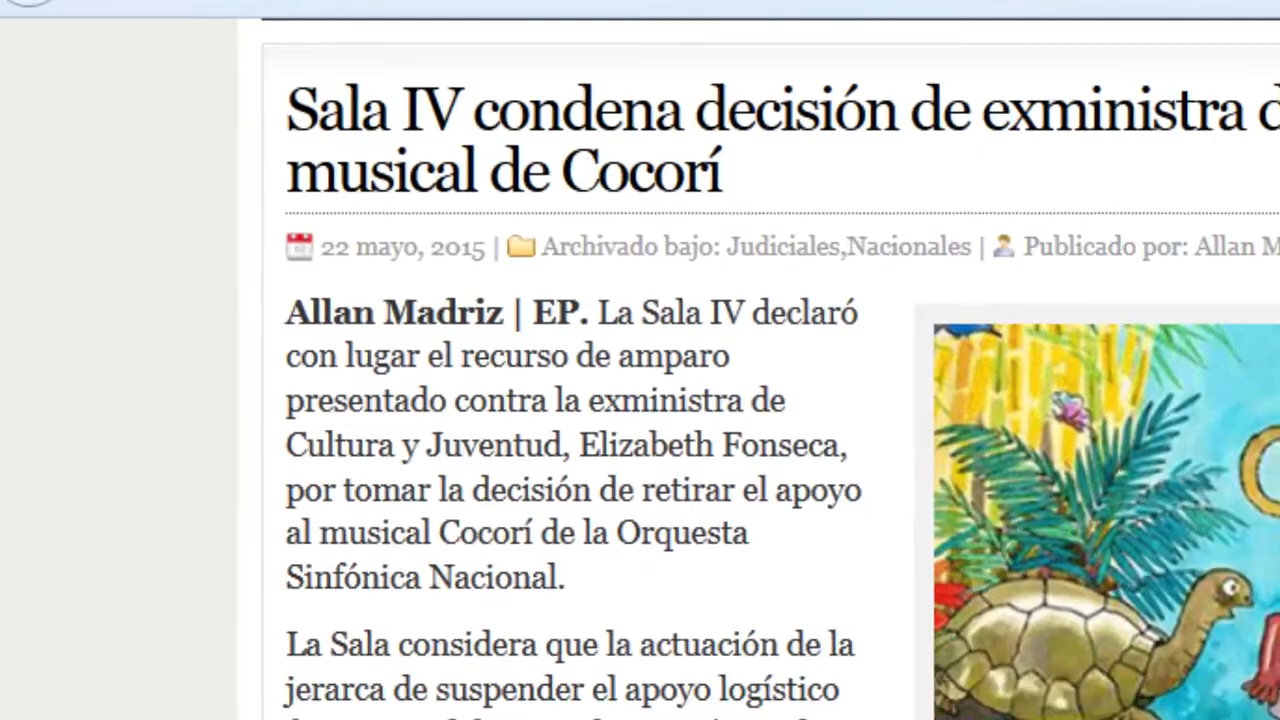 Sala IV condena decisión de exministra
musical de Cocorí
22 mayo, 2015 | Archivado bajo: Judiciales,Nacionales | Publicado por: Allan
Allan Madriz | EP. La Sala IV declaró
con lugar el recurso de amparo
presentado contra la exministra de
Cultura y Juventud, Elizabeth Fonseca,
por tomar la decisión de retirar el apoyo
al musical Cocorí de la Orquesta
Sinfónica Nacional.
La Sala considera que la actuación de la
jerarca de suspender el apoyo logístico